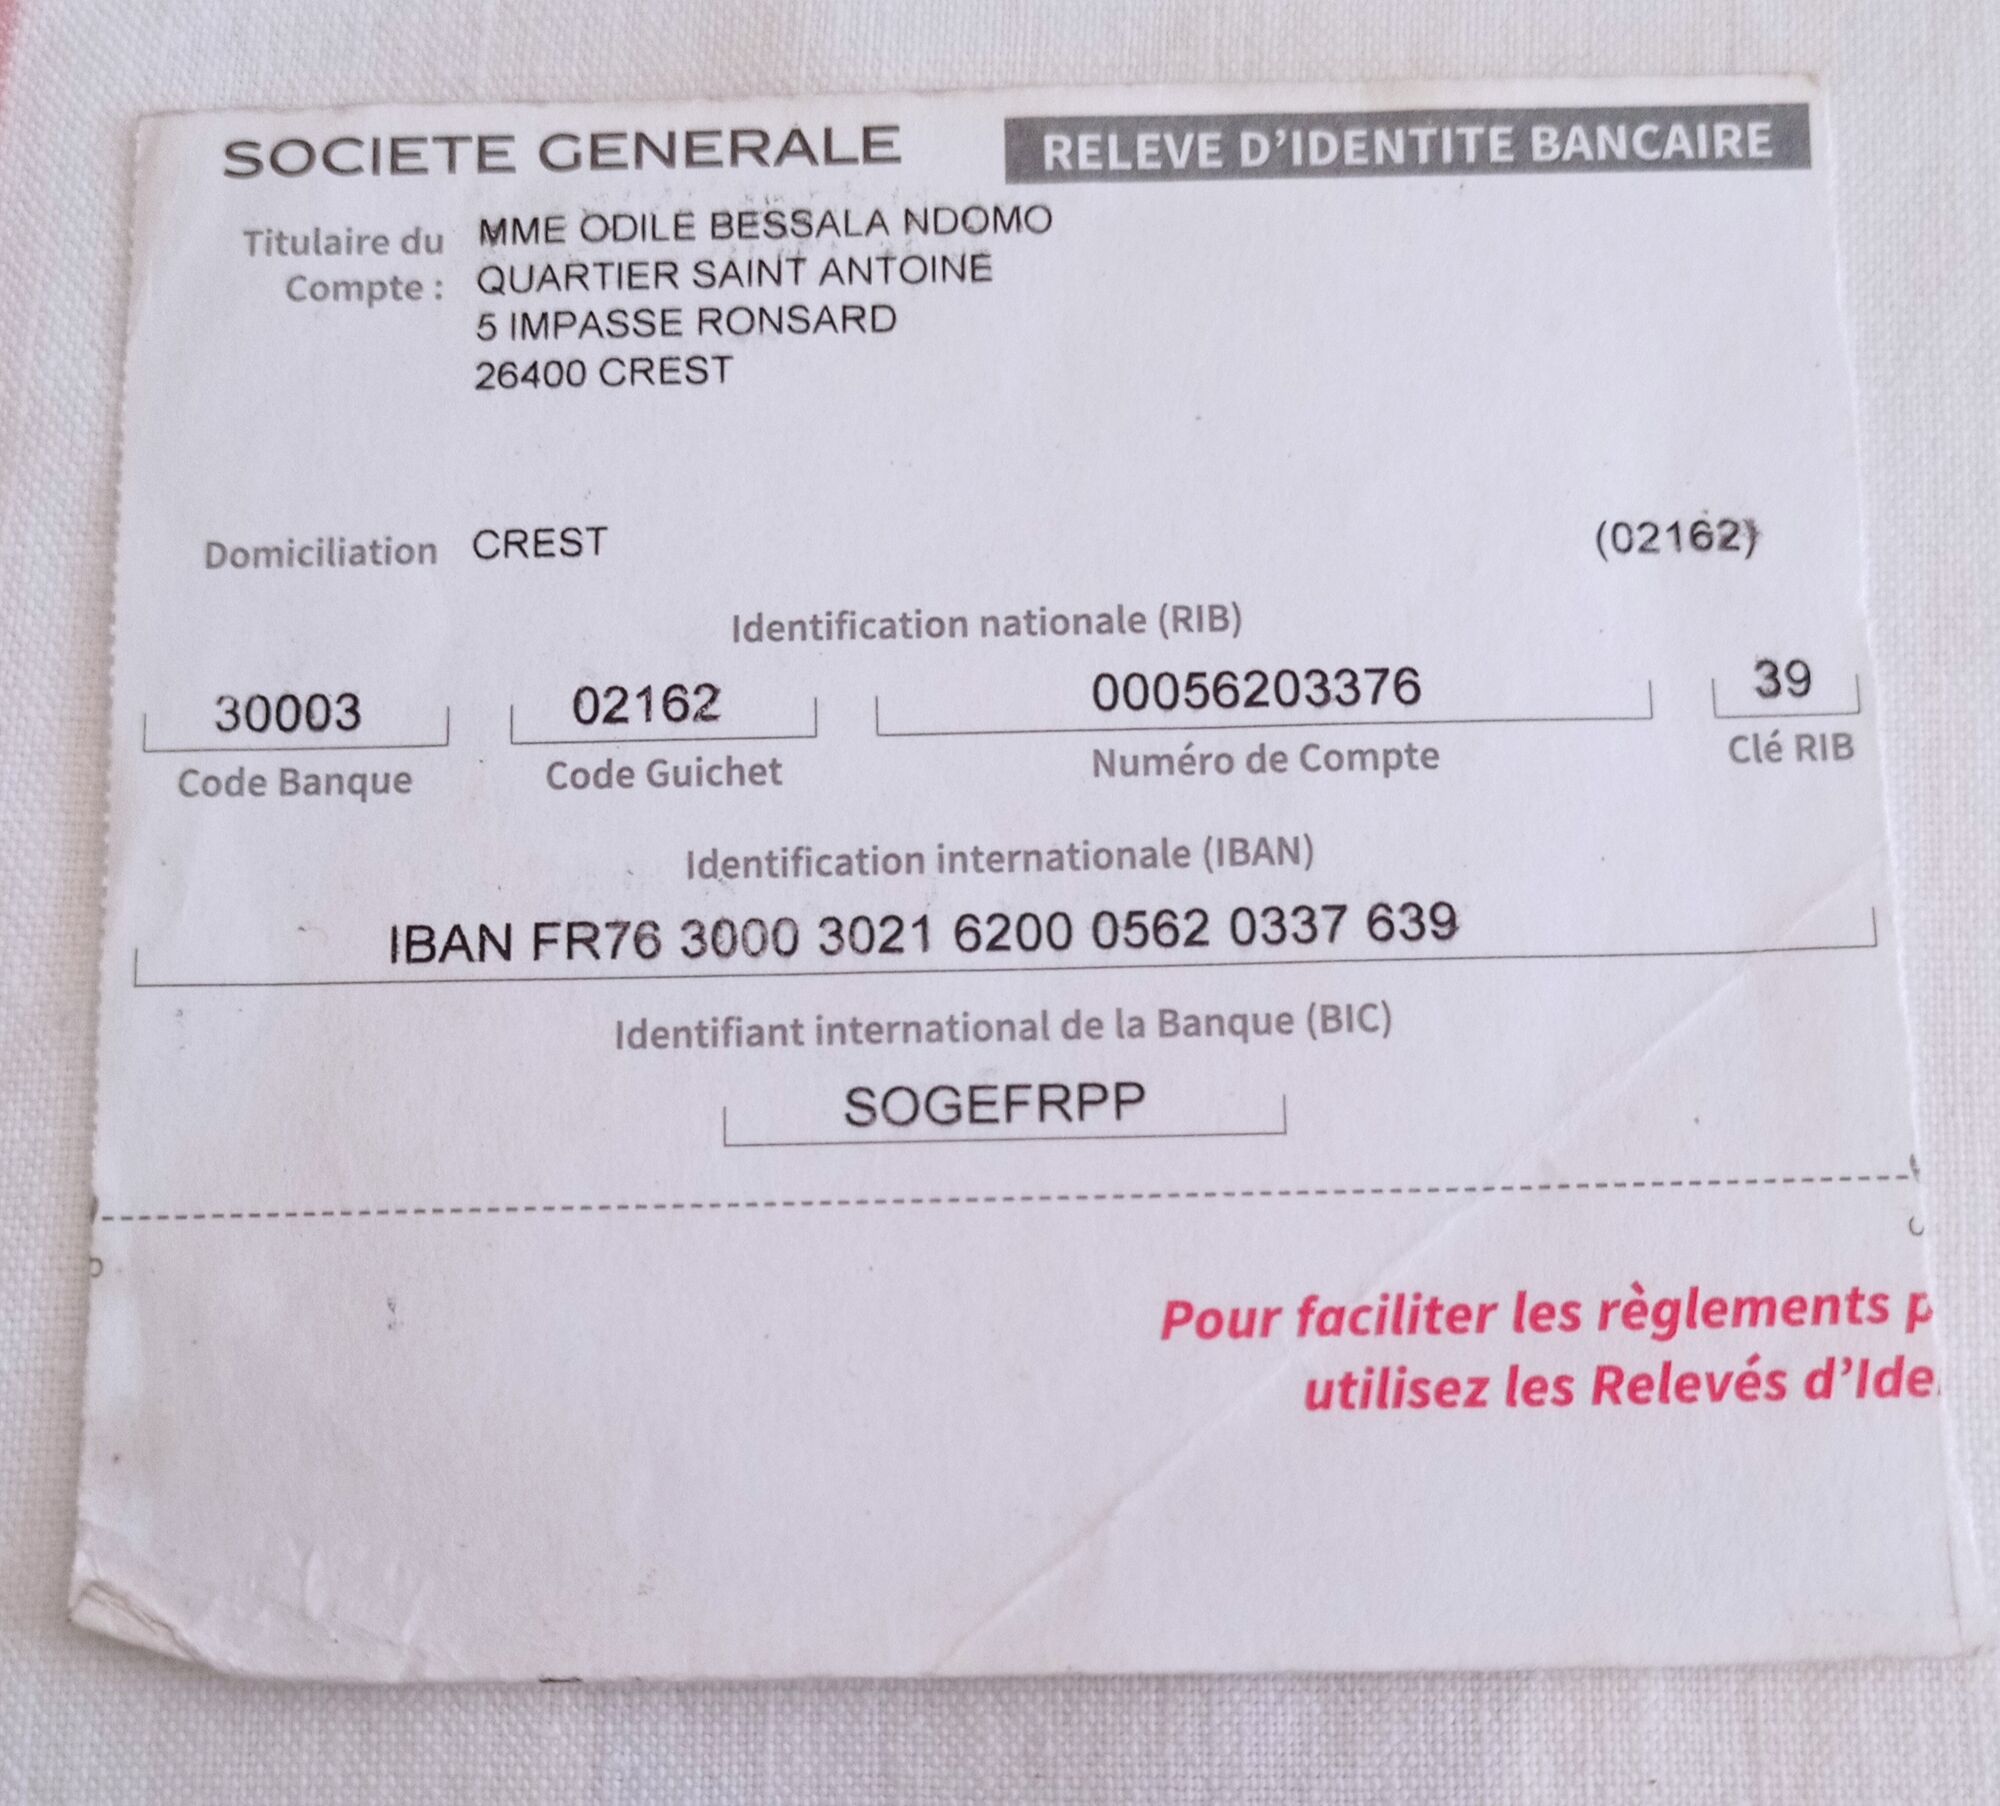 SOCIETE GENERALE RELEVE D'IDENTITE BANCAIRE
Titulaire du Compte : MME ODILE BESSALA NDOMO
QUARTIER SAINT ANTOINE
5 IMPASSE RONSARD
26400 CREST
Domiciliation CREST (02162)
Identification nationale (RIB)
30003 02162 00056203376 39
Code Banque Code Guichet Numéro de Compte Clé RIB
Identification internationale (IBAN)
IBAN FR76 3000 3021 6200 0562 0337 639
Identifiant international de la Banque (BIC)
SOGEFRPP
Pour faciliter les règlements p
utilisez les Relevés d'Ide